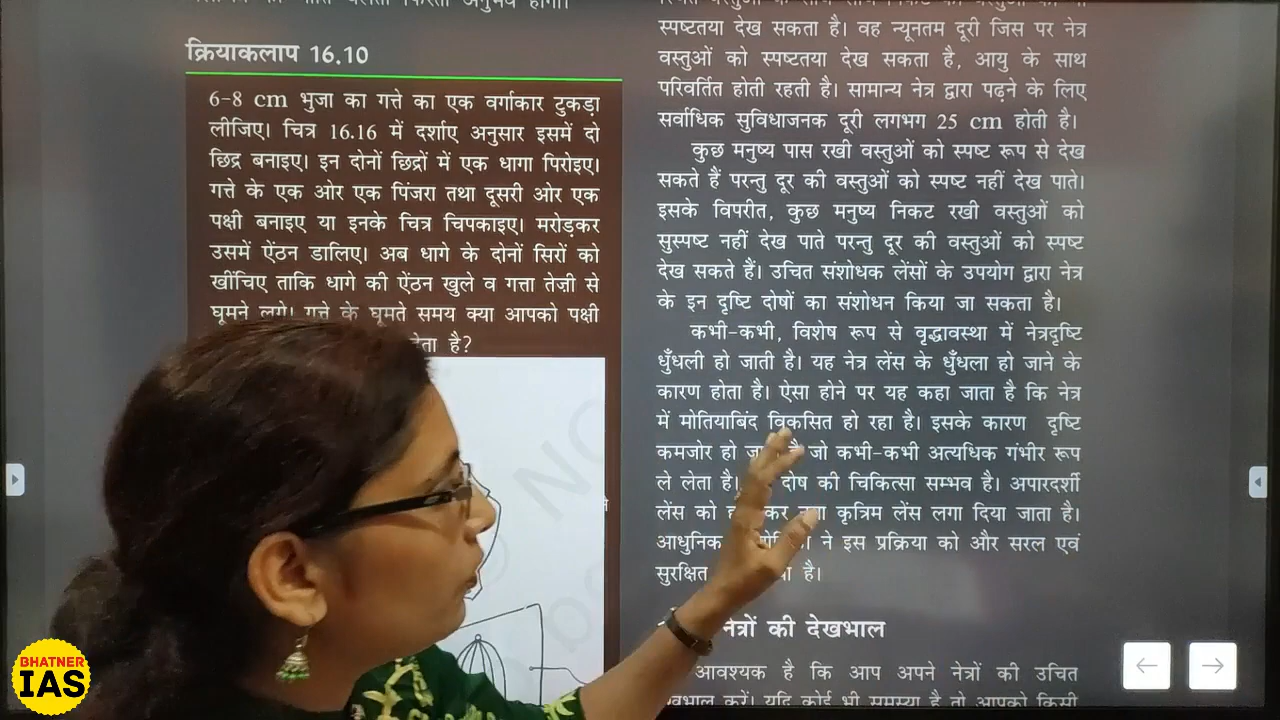 क्रियाकलाप 16.10
6-8 cm भुजा का गत्ते का एक वर्गाकार टुकड़ा
लीजिए। चित्र 16.16 में दर्शाए अनुसार इसमें दो
छिद्र बनाइए। इन दोनों छिद्रों में एक धागा पिरोइए।
गत्ते के एक ओर एक पिंजरा तथा दूसरी ओर एक
पक्षी बनाइए या इनके चित्र चिपकाइए। मरोड़कर
उसमें ऐंठन डालिए। अब धागे के दोनों सिरों को
खींचिए ताकि धागे की ऐंठन खुले व गत्ता तेज़ी से
घूमने लगे। गत्ते के घूमते समय क्या आपको पक्षी
है?
स्पष्टतया देख सकता है। वह न्यूनतम दूरी जिस पर नेत्र
वस्तुओं को स्पष्टतया देख सकता है, आयु के साथ
परिवर्तित होती रहती है। सामान्य नेत्र द्वारा पढ़ने के लिए
सर्वाधिक सुविधाजनक दूरी लगभग 25 cm होती है।
कुछ मनुष्य पास रखी वस्तुओं को स्पष्ट रूप से देख
सकते हैं परन्तु दूर की वस्तुओं को स्पष्ट नहीं देख पाते।
इसके विपरीत, कुछ मनुष्य निकट रखी वस्तुओं को
सुस्पष्ट नहीं देख पाते परन्तु दूर की वस्तुओं को स्पष्ट
देख सकते हैं। उचित संशोधक लेंसों के उपयोग द्वारा नेत्र
के इन दृष्टि दोषों का संशोधन किया जा सकता है।
कभी-कभी, विशेष रूप से वृद्धावस्था में नेत्रदृष्टि
धुँधली हो जाती है। यह नेत्र लेंस के धुँधला हो जाने के
कारण होता है। ऐसा होने पर यह कहा जाता है कि नेत्र
में मोतियाबिंद विकसित हो रहा है। इसके कारण दृष्टि
कमजोर हो जो कभी-कभी अत्यधिक गंभीर रूप
ले लेता है। दोष की चिकित्सा सम्भव है। अपारदर्शी
लेंस को कर कृत्रिम लेंस लगा दिया जाता है।
आधुनिक ने इस प्रक्रिया को और सरल एवं
सुरक्षित है।
नेत्रों की देखभाल
आवश्यक है कि आप अपने नेत्रों की उचित
करें। यदि कोई भी समस्या है तो आपको किसी
BHATNER
IAS